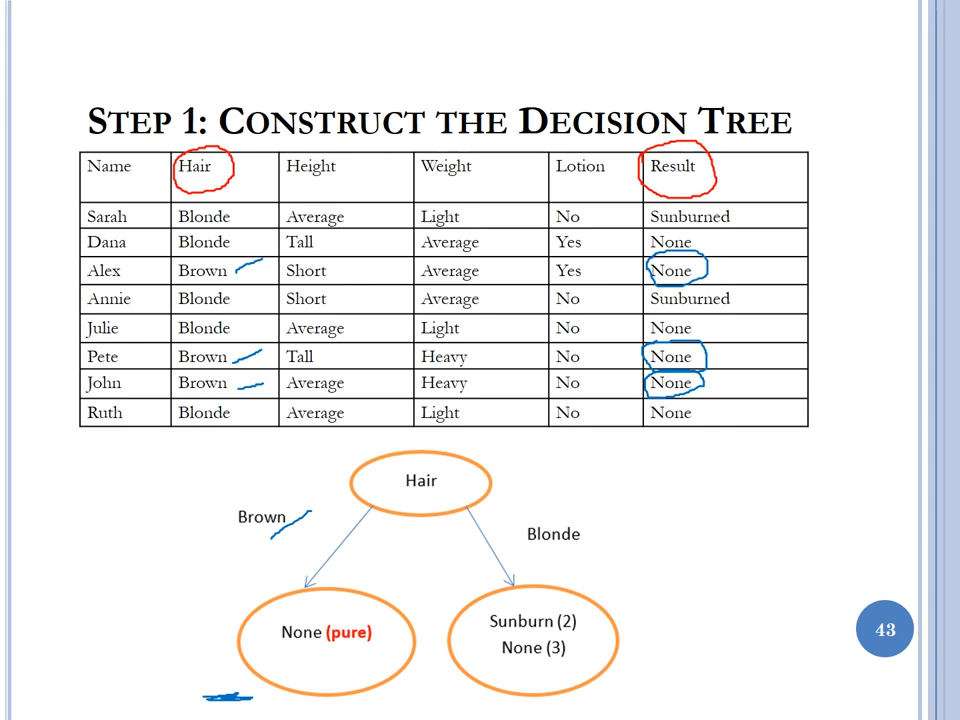 STEP 1: CONSTRUCT THE DECISION TREE
Name Hair Height Weight Lotion Result
Sarah Blonde Average Light No Sunburned
Dana Blonde Tall Average Yes None
Alex Brown Short Average Yes None
Annie Blonde Short Average No Sunburned
Julie Blonde Average Light No None
Pete Brown Tall Heavy No None
John Brown Average Heavy No None
Ruth Blonde Average Light No None
Hair
Brown
Blonde
None (pure)
Sunburn (2)
None (3)
43